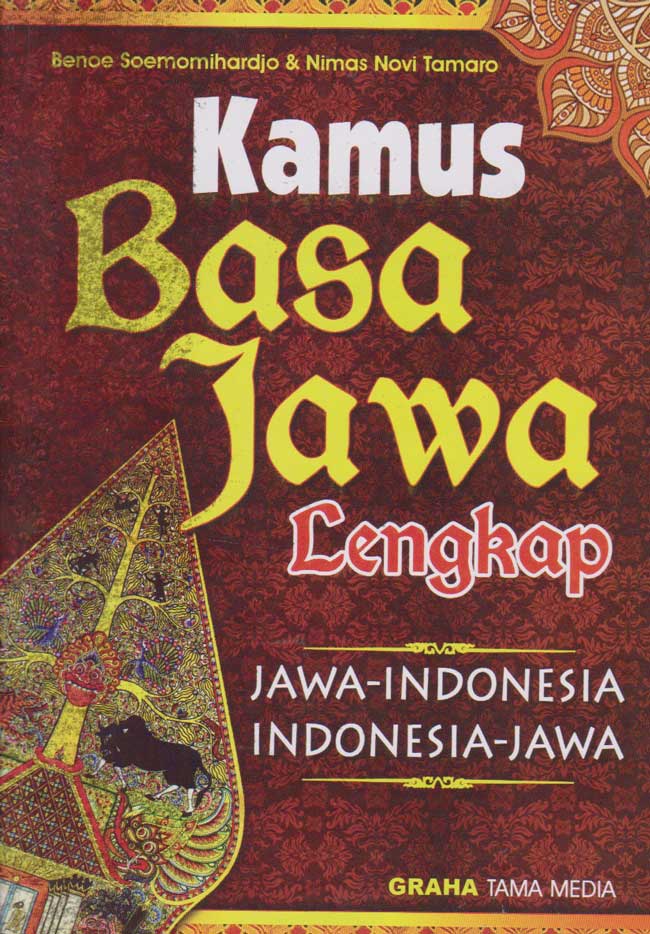 Benoe Soemomihardjo & Nimas Novi Tamaro
Kamus
Basa
Jawa
Lengkap
JAWA-INDONESIA
INDONESIA-JAWA
GRAHA TAMA MEDIA